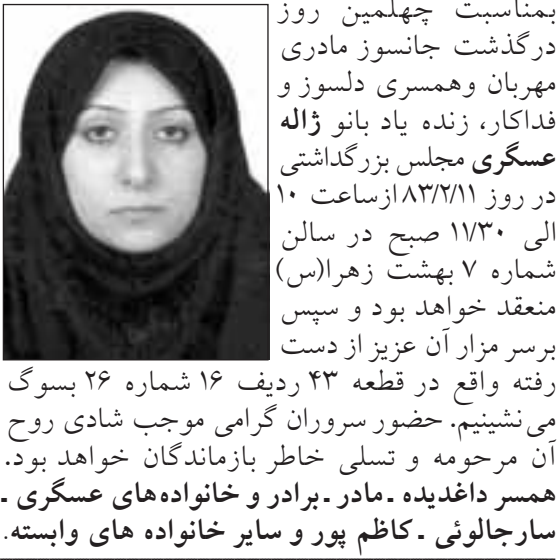 بمناسبت چهلمین روز
درگذشت جانسوز مادری
مهربان وهمسری دلسوز و
فداکار، زنده یاد بانو ژاله
عسگری مجلس بزرگداشتی
در روز ۸۳/۲/۱۱ ازساعت ۱۰
الی ۱۱/۳۰ صبح در سالن
شماره ۷ بهشت زهرا(س)
منعقد خواهد بود و سپس
برسر مزار آن عزیز از دست
رفته واقع در قطعه ۴۳ ردیف ۱۶ شماره ۲۶ بسوگ
می‌نشینیم. حضور سروران گرامی موجب شادی روح
آن مرحومه و تسلی خاطر بازماندگان خواهد بود.
همسر داغدیده ـ مادر ـ برادر و خانواده‌های عسگری ـ
سارجالوئی ـ کاظم پور و سایر خانواده های وابسته.